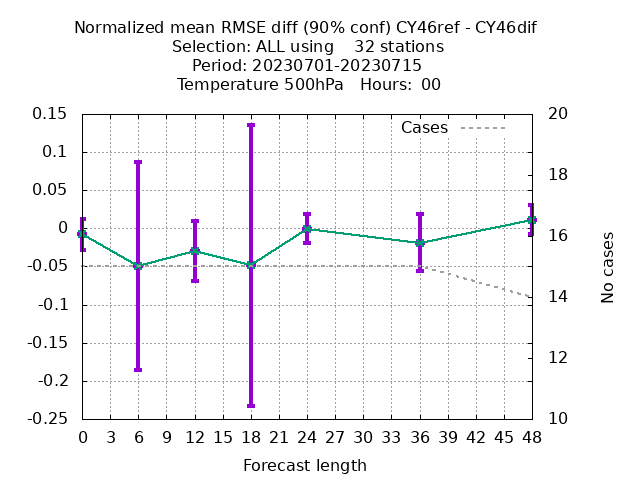 Normalized mean RMSE diff (90% conf) CY46ref - CY46dif
Selection: ALL using    32 stations
Period: 20230701-20230715
Temperature 500hPa   Hours:  00
Cases
0.15
0.1
0.05
0
-0.05
-0.1
-0.15
-0.2
-0.25
20
18
16
14
12
10
No cases
0 3 6 9 12 15 18 21 24 27 30 33 36 39 42 45 48
Forecast length